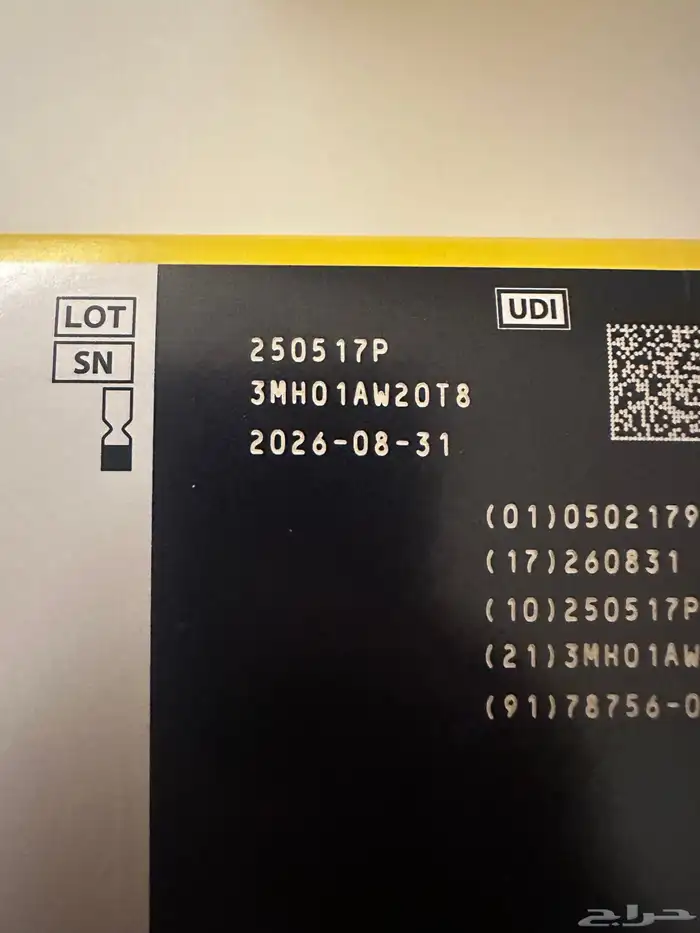 LOT
SN
UDI
250517P
3MH01AW20T8
2026-08-31
(01)0502179
(17)260831
(10)250517P
(21)3MH01AW
(91)78756-0
حراج